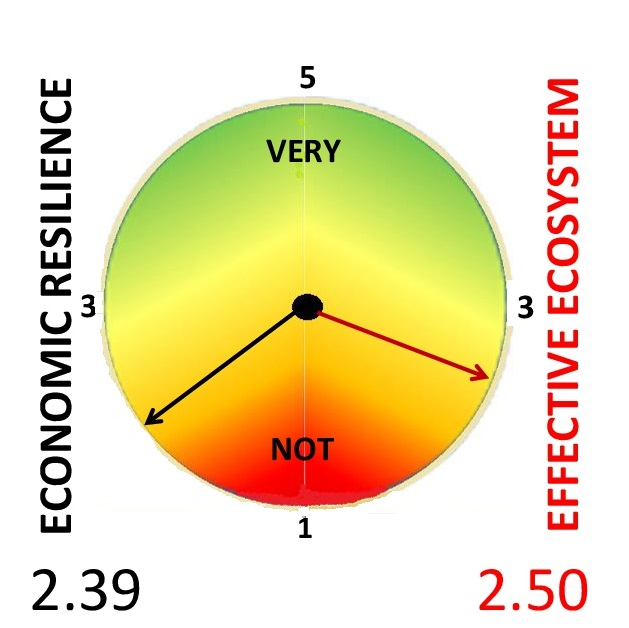 5
VERY
ECONOMIC RESILIENCE
3
3
EFFECTIVE ECOSYSTEM
NOT
1
2.39
2.50